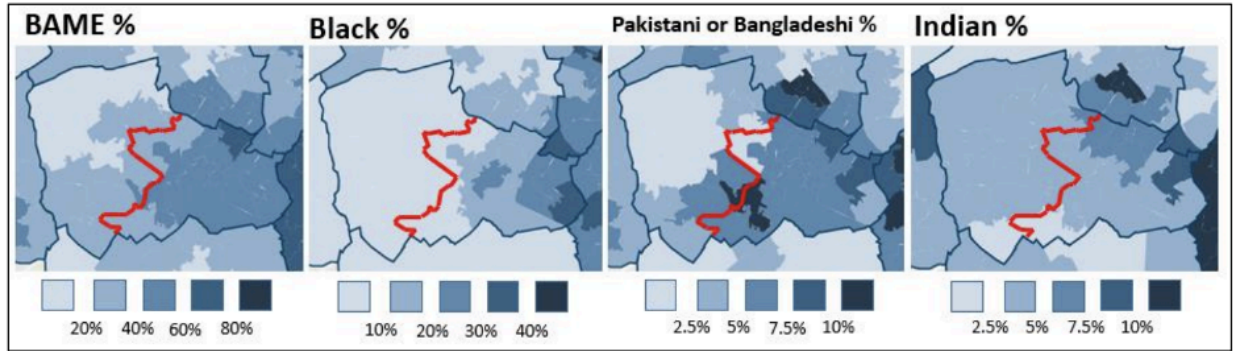 BAME %
Black %
Pakistani or Bangladeshi %
Indian %
20% 40% 60% 80%
10% 20% 30% 40%
2.5% 5% 7.5% 10%
2.5% 5% 7.5% 10%